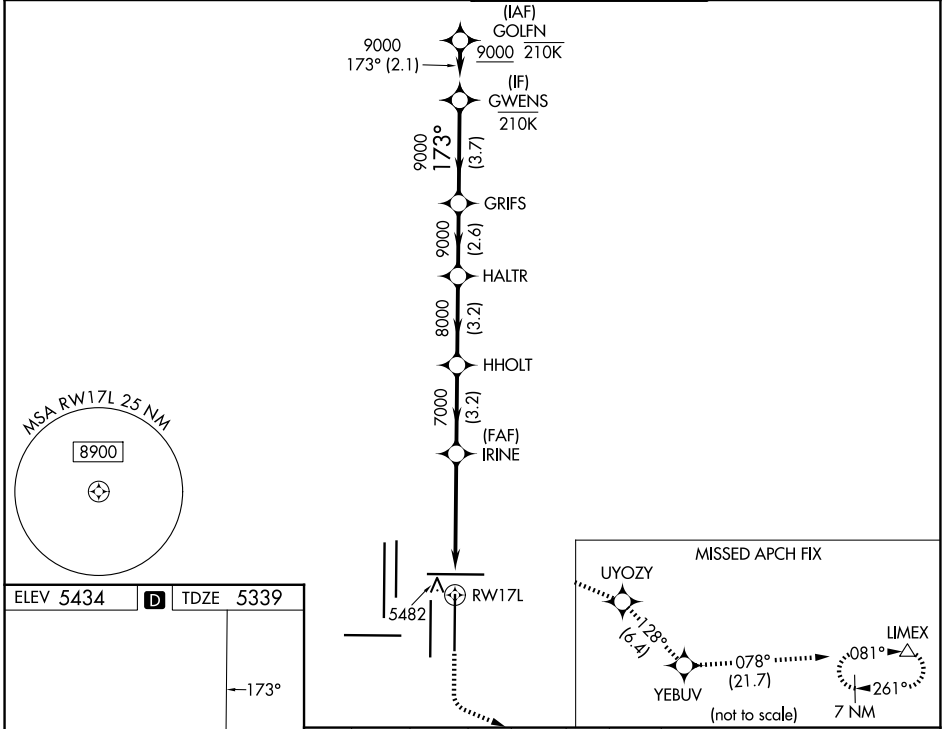 (IAF)
GOLFN
9000 210K
9000
173° (2.1)
(IF)
GWENS
210K
9000
173°
(3.7)
GRIFS
9000
(2.6)
HALTR
8000
(3.2)
HHOLT
7000
(3.2)
(FAF)
IRINE
MSA RW17L 25 NM
8900
RW17L
5482
ELEV 5434 D TDZE 5339
173°
MISSED APCH FIX
UYOZY
128°
(6.4)
YEBUV
078°
(21.7)
LIMEX
081°
261°
7 NM
(not to scale)